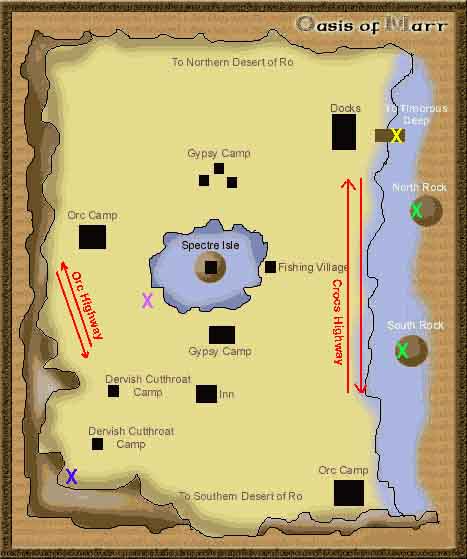 Oasis of Marr
To Northern Desert of Ro
Docks
To Timorous
Deep
X
Gypsy Camp
North Rock
X
Orc Camp
Spectre Isle
Fishing Village
X
Orc Highway
Crocs Highway
South Rock
X
Gypsy Camp
Dervish Cutthroat
Camp
Inn
Dervish Cutthroat
Camp
X
Orc Camp
To Southern Desert of Ro